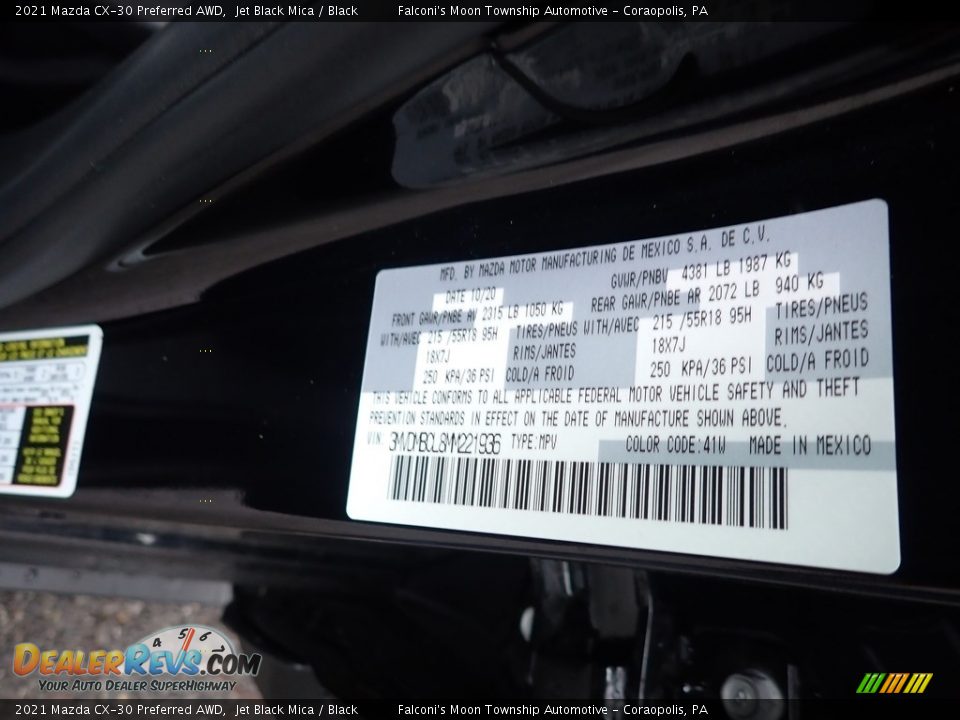 2021 Mazda CX-30 Preferred AWD, Jet Black Mica / Black Falconi's Moon Township Automotive - Coraopolis, PA
MFD. BY MAZDA MOTOR MANUFACTURING DE MEXICO S.A. DE C.V.
DATE 10/20 GVWR/PNBV 4381 LB 1987 KG
FRONT GAWR/PNBE AV 2315 LB 1050 KG REAR GAWR/PNBE AR 2072 LB 940 KG
WITH/AVEC 215 /55R18 95H TIRES/PNEUS WITH/AVEC 215 /55R18 95H TIRES/PNEUS
18X7J RIMS/JANTES 18X7J RIMS/JANTES
250 KPA/36 PSI COLD/A FROID 250 KPA/36 PSI COLD/A FROID
THIS VEHICLE CONFORMS TO ALL APPLICABLE FEDERAL MOTOR VEHICLE SAFETY AND THEFT
PREVENTION STANDARDS IN EFFECT ON THE DATE OF MANUFACTURE SHOWN ABOVE.
VIN 3MVDMBCL8MM221936 TYPE:MPV COLOR CODE:41W MADE IN MEXICO
4 5 6
DEALERREVS.COM
YOUR AUTO DEALER SUPERHIGHWAY
2021 Mazda CX-30 Preferred AWD, Jet Black Mica / Black Falconi's Moon Township Automotive - Coraopolis, PA